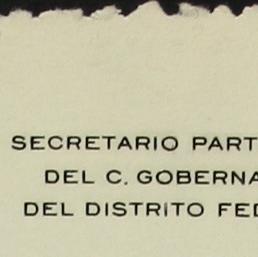 SECRETARIO PART
DEL C. GOBERNA
DEL DISTRITO FED